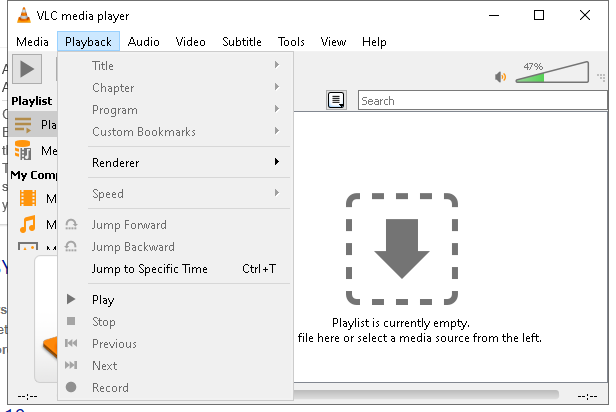 VLC media player
Media Playback Audio Video Subtitle Tools View Help
47%
Title
Chapter
Playlist
Search
Program
Pla
Custom Bookmarks
Me
Renderer
My Comp
Speed
M
Jump Forward
M
Jump Backward
M
Jump to Specific Time Ctrl+T
Play
Stop
Playlist is currently empty.
Previous
file here or select a media source from the left.
Next
Record
--:-- --:--